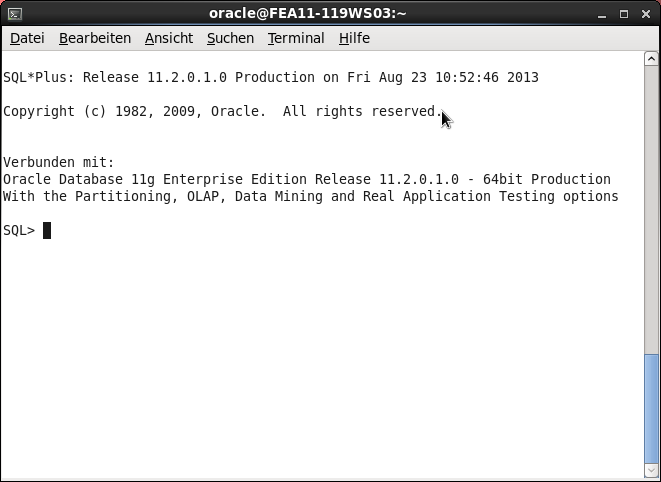 oracle@FEA11-119WS03:~
Datei Bearbeiten Ansicht Suchen Terminal Hilfe
SQL*Plus: Release 11.2.0.1.0 Production on Fri Aug 23 10:52:46 2013
Copyright (c) 1982, 2009, Oracle.  All rights reserved.
Verbunden mit:
Oracle Database 11g Enterprise Edition Release 11.2.0.1.0 - 64bit Production
With the Partitioning, OLAP, Data Mining and Real Application Testing options
SQL>